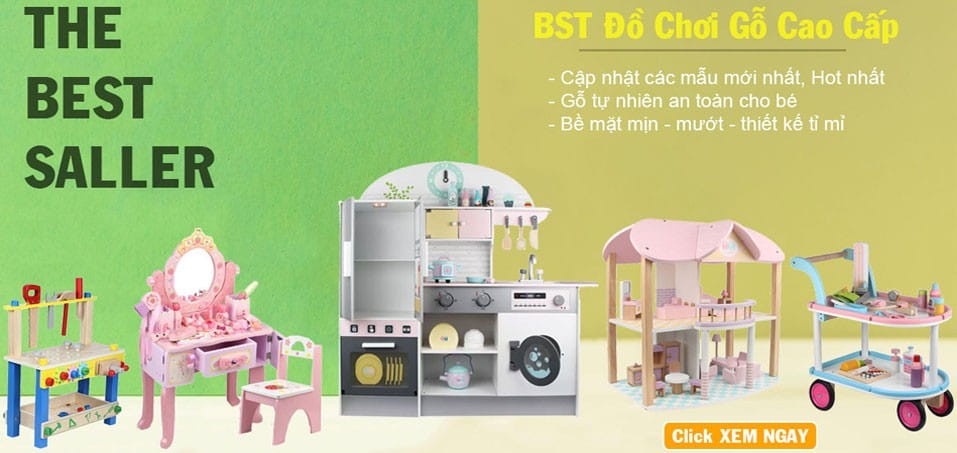 THE
BEST
SALLER
BST Đồ Chơi Gỗ Cao Cấp
- Cập nhật các mẫu mới nhất, Hot nhất
- Gỗ tự nhiên an toàn cho bé
- Bề mặt mịn - mướt - thiết kế tỉ mỉ
Click XEM NGAY